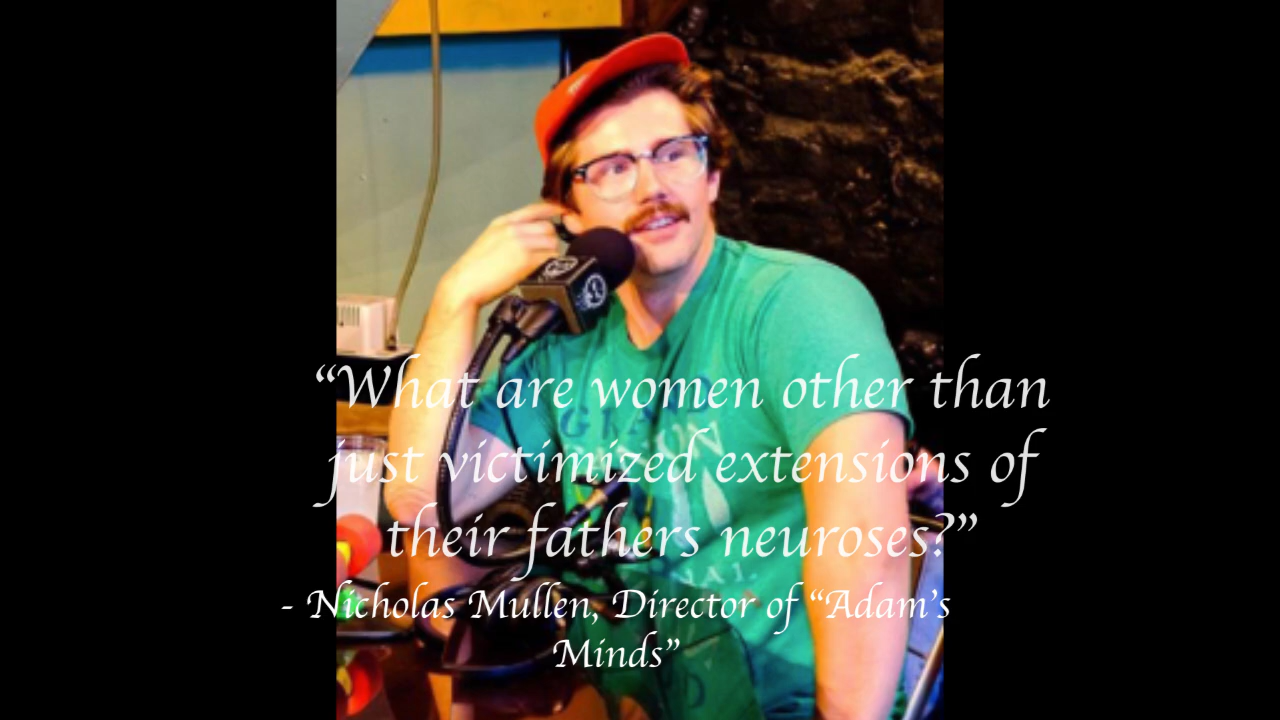 “What are women other than
just victimized extensions of
their fathers neuroses?”
- Nicholas Mullen, Director of “Adam’s
Minds”